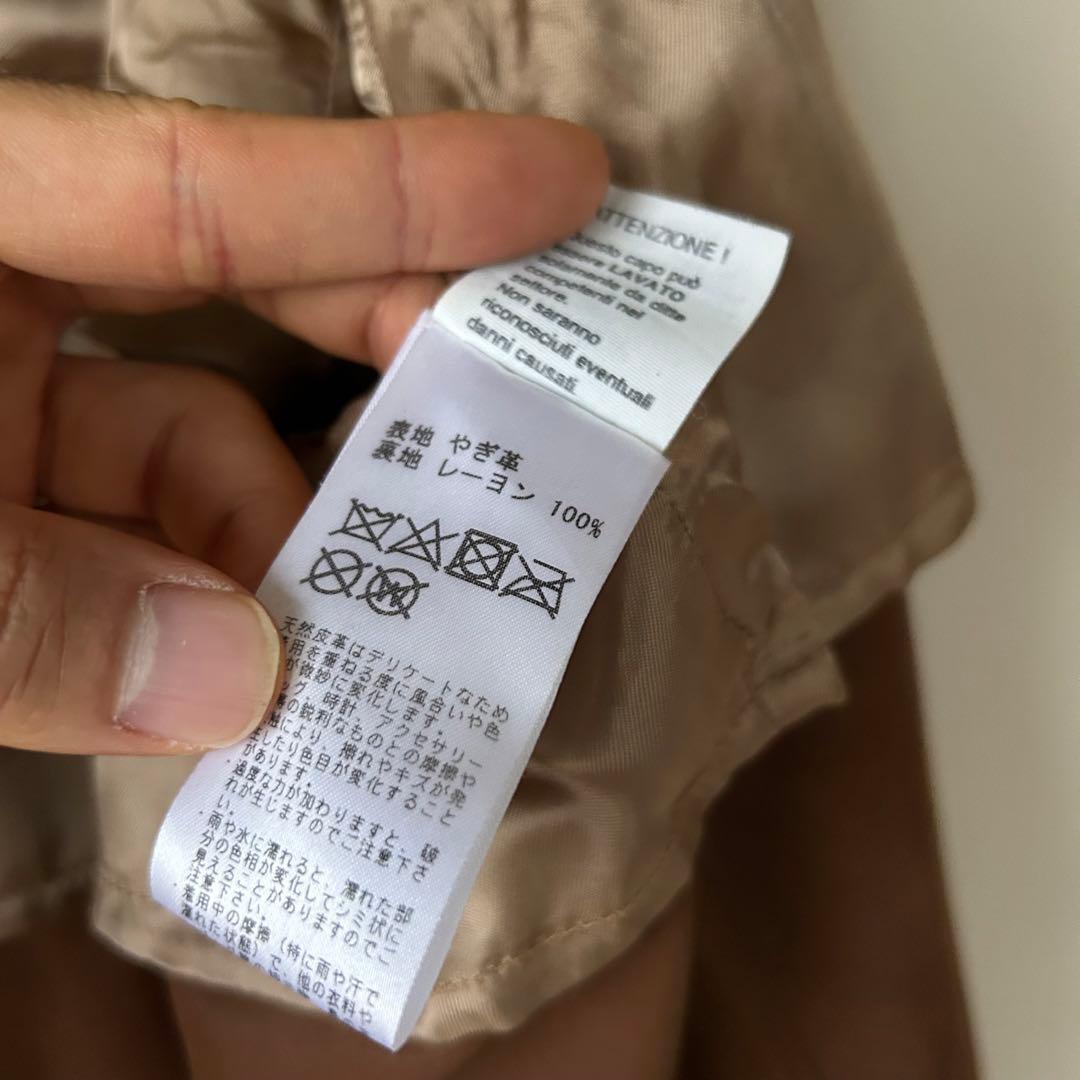 ATTENZIONE !
Questo capo può
essere LAVATO
solamente da ditte
competenti nel
settore.
Non saranno
riconosciuti eventuali
danni causati
表地 やぎ革
裏地 レーヨン 100%
天然皮革はデリケートなため
用を重ねる度に風合いや色
が微妙に変化します。
グ、時計、アクセサリー
の鋭利なものとの摩擦や
により、擦れやキズが発
生したり色目が変化すること
があります。
・過度な力が加わりますと、破
れが生じますのでご注意下さ
い。
・雨や水に濡れると、濡れた部
分の色相が変化してシミ状に
見えることがありますのでご
注意下さい。
・着用中の摩擦（特に雨や汗で
濡れた状態）で、他の衣料や